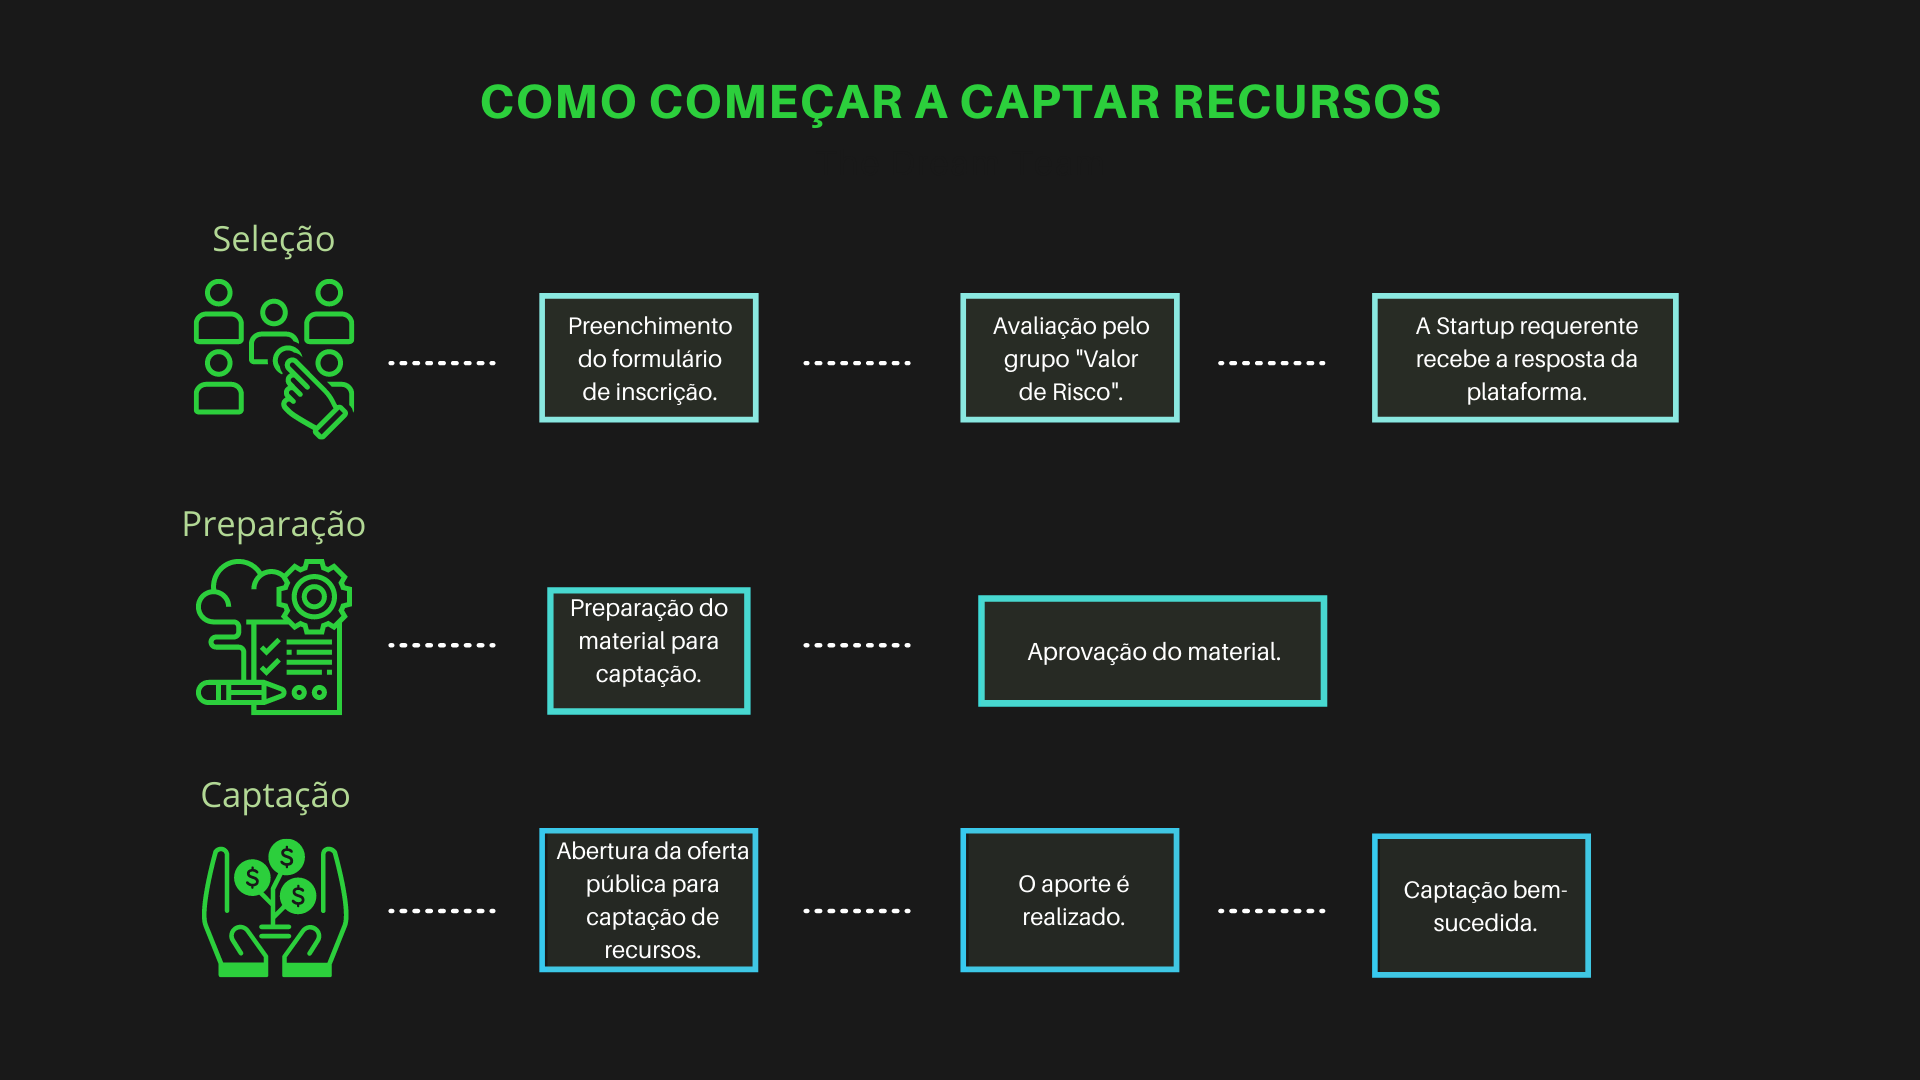 COMO COMEÇAR A CAPTAR RECURSOS
Seleção
Preenchimento
do formulário
de inscrição.
Avaliação pelo
grupo "Valor
de Risco".
A Startup requerente
recebe a resposta da
plataforma.
Preparação
Preparação do
material para
captação.
Aprovação do material.
Captação
$
$
$
Abertura da oferta
pública para
captação de
recursos.
O aporte é
realizado.
Captação bem-
sucedida.